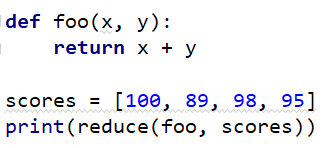 def foo(x, y):
    return x + y

scores = [100, 89, 98, 95]
print(reduce(foo, scores))